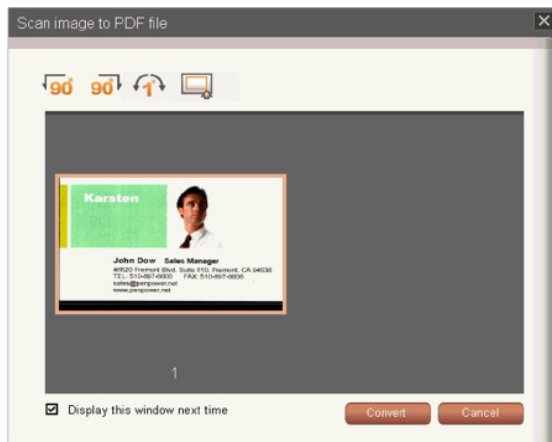 Scan image to PDF file
90° 90° 1°
Karsten
John Dow Sales Manager
46520 Fremont Blvd, Suite 610, Fremont, CA 94538
TEL: 510-897-6600 FAX: 510-897-6606
sales@penpower.net
www.penpower.net
1
Display this window next time
Convert Cancel